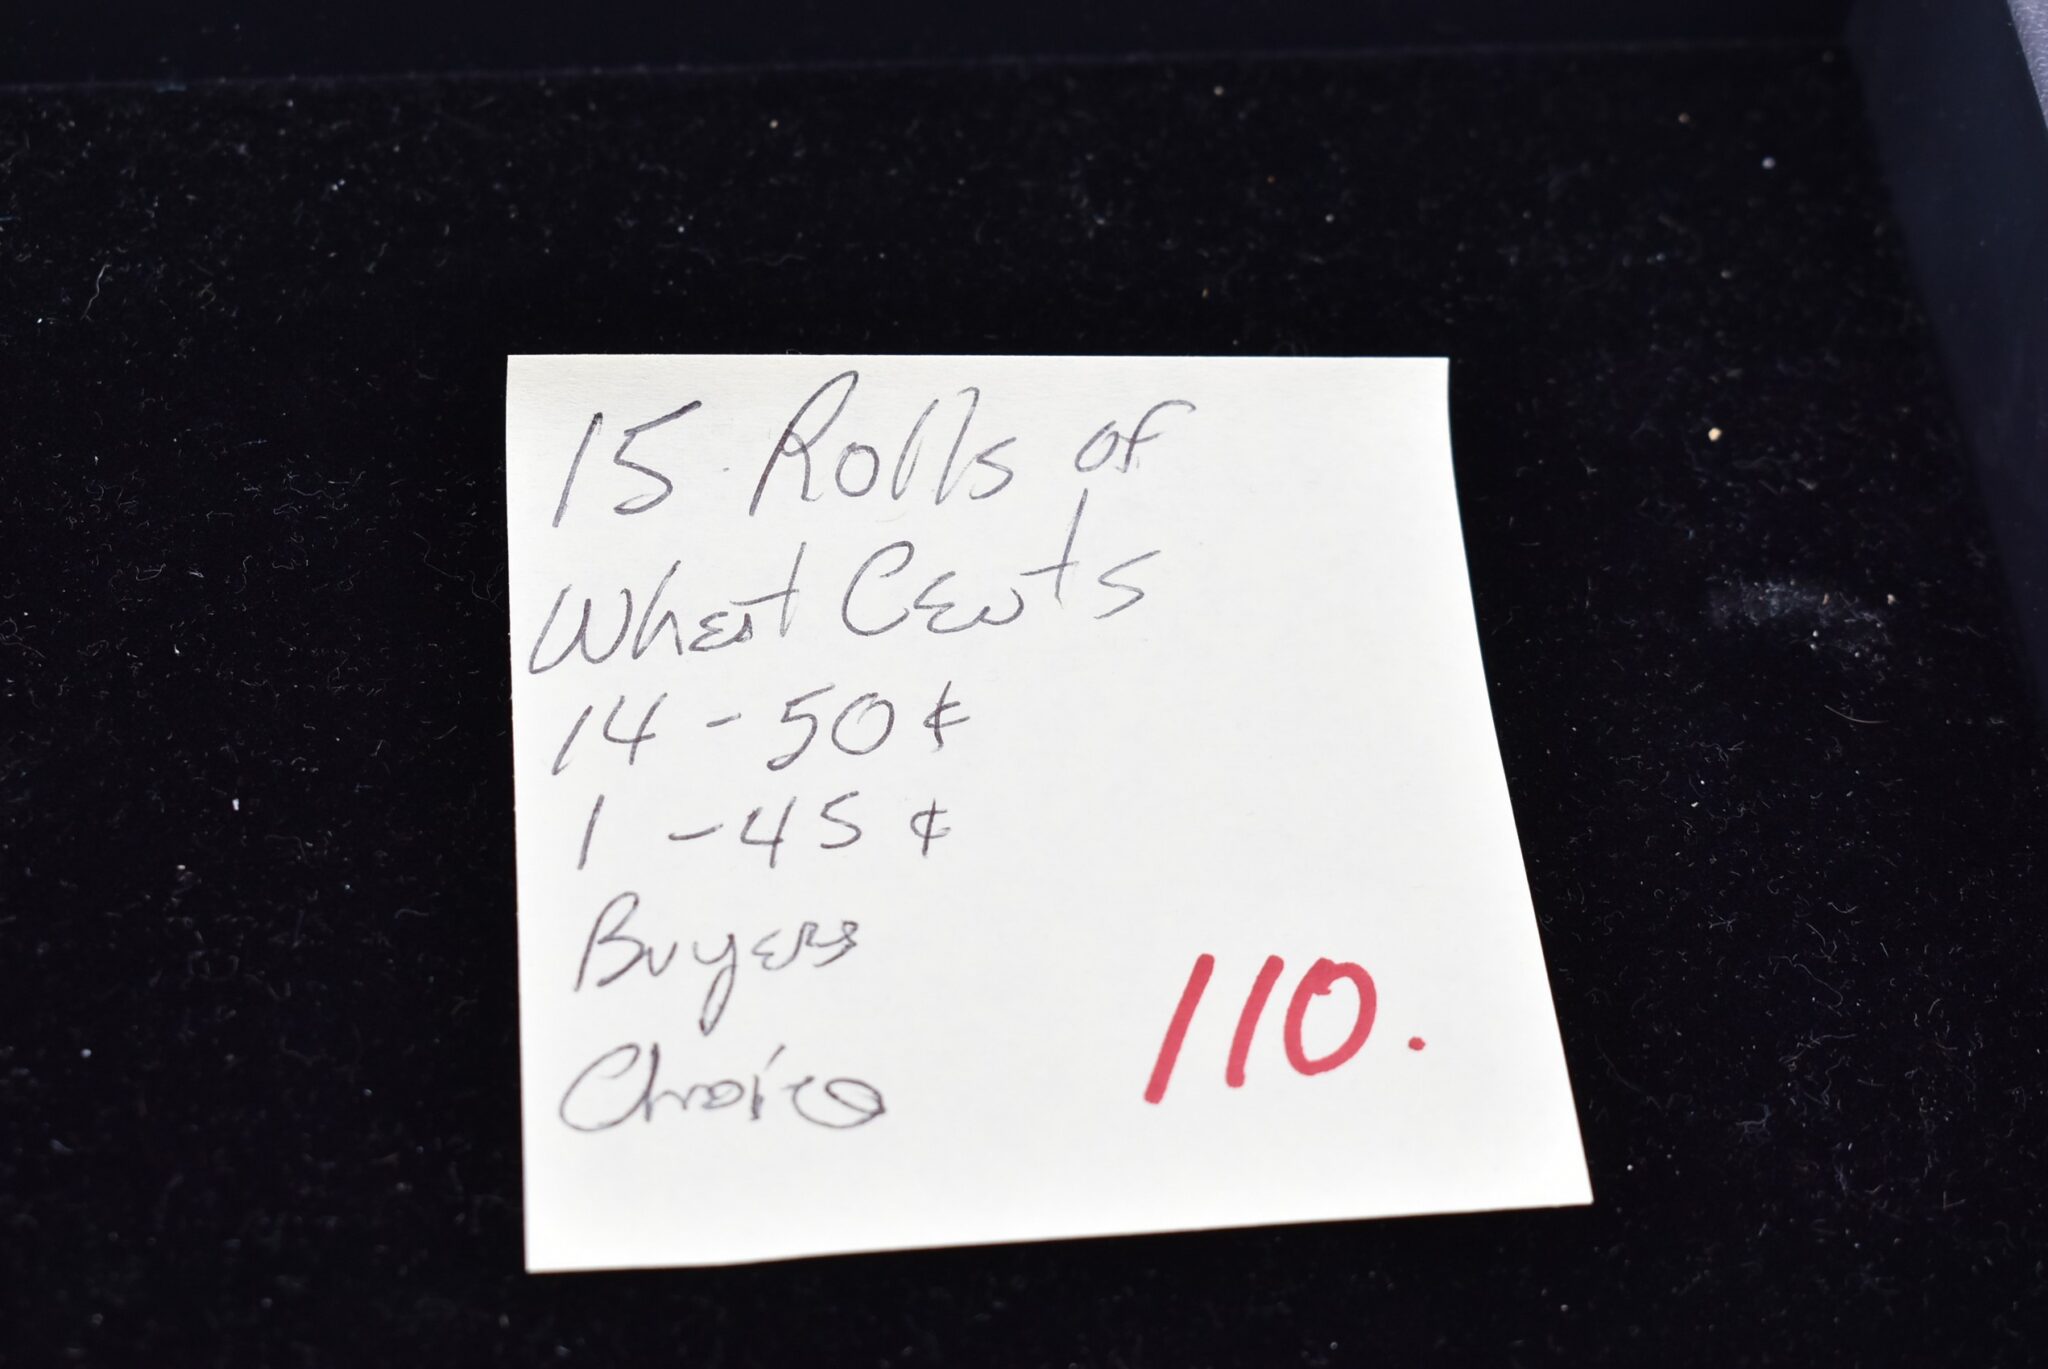 15 Rolls of
Wheat Cents
14 - 50 ¢
1 - 45 ¢
Buyers
Choice
110.